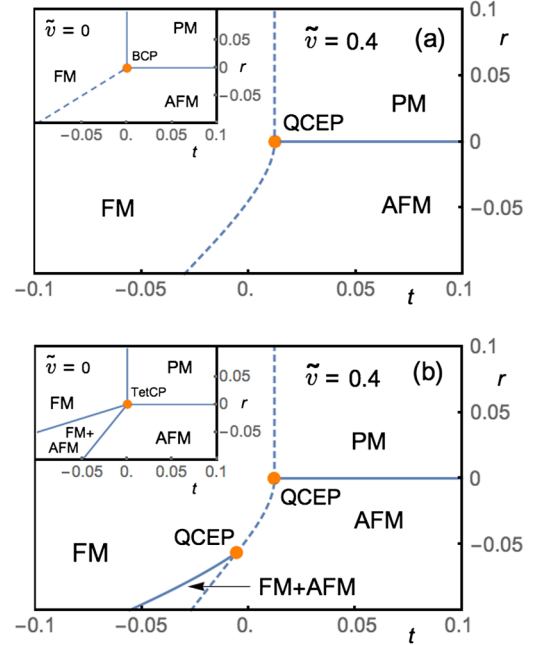 ṽ = 0
PM
0.05
BCP
FM
0
r
AFM
−0.05
−0.05
0.
0.1
t
ṽ = 0.4
(a)
0.1
r
0.05
PM
QCEP
0
FM
AFM
−0.05
−0.1
−0.05
0.
0.05
0.1
t
ṽ = 0
PM
0.05
TetCP
FM
0
r
FM+
AFM
AFM
−0.05
−0.05
0.
0.1
t
ṽ = 0.4
(b)
0.1
r
0.05
PM
0
QCEP
AFM
QCEP
FM
−0.05
FM+AFM
−0.1
−0.05
0.
0.05
0.1
t